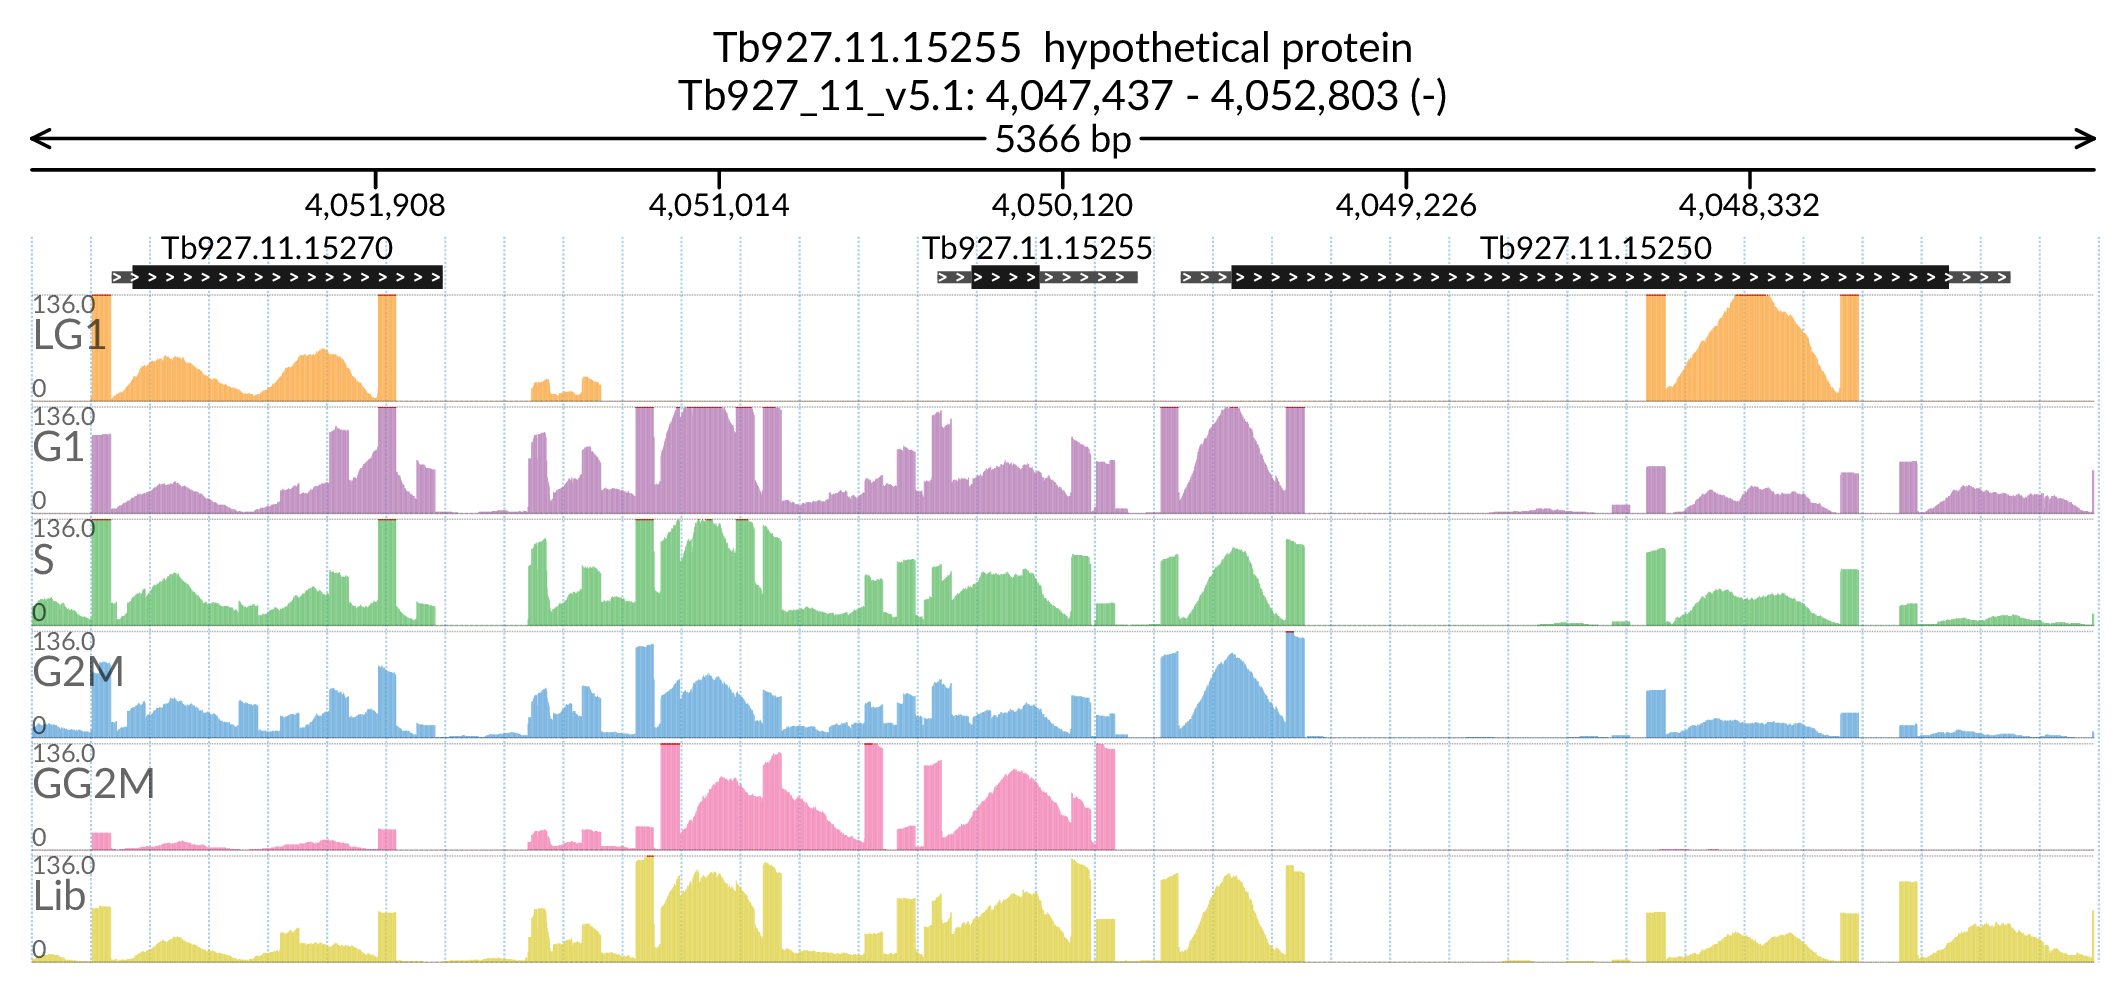 Tb927.11.15255 hypothetical protein
Tb927_11_v5.1: 4,047,437 - 4,052,803 (-)
5366 bp
4,051,908 4,051,014 4,050,120 4,049,226 4,048,332
Tb927.11.15270 Tb927.11.15255 Tb927.11.15250
136.0
LG1
0
136.0
G1
0
136.0
S
0
136.0
G2M
0
136.0
GG2M
0
136.0
Lib
0